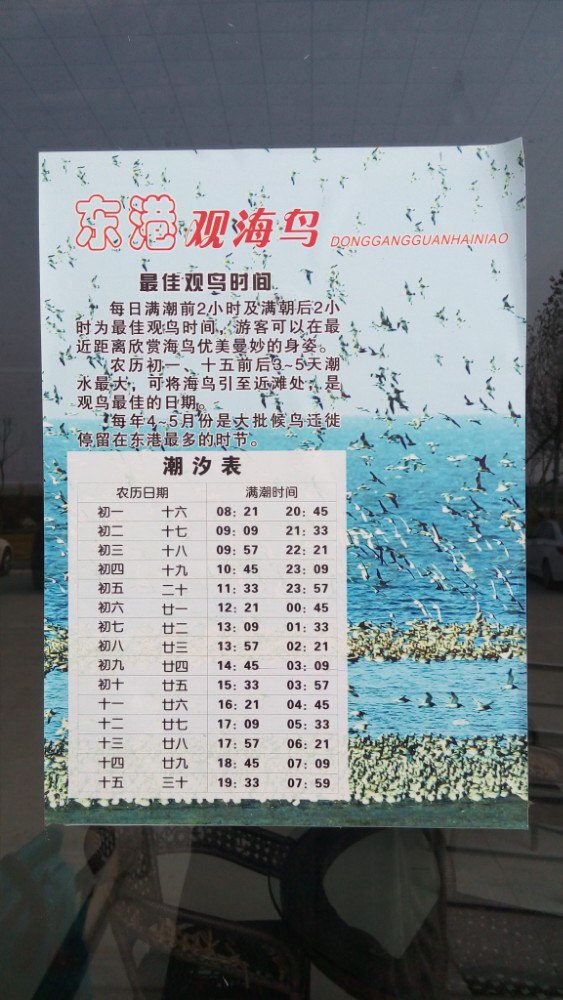 东港观海鸟 DONGGANGGUANHAINIAO
最佳观鸟时间
每日满潮前2小时及满朝后2小
时为最佳观鸟时间，游客可以在最
近距离欣赏海鸟优美曼妙的身姿。
农历初一 十五前后3~5天潮
水最大，可将海鸟引至近滩处，是
观鸟最佳的日期。
每年4~5月份是大批候鸟迁徙
停留在东港最多的时节。
潮汐表
农历日期 满潮时间
初一 十六 08：21 20：45
初二 十七 09：09 21：33
初三 十八 09：57 22：21
初四 十九 10：45 23：09
初五 二十 11：33 23：57
初六 廿一 12：21 00：45
初七 廿二 13：09 01：33
初八 廿三 13：57 02：21
初九 廿四 14：45 03：09
初十 廿五 15：33 03：57
十一 廿六 16：21 04：45
十二 廿七 17：09 05：33
十三 廿八 17：57 06：21
十四 廿九 18：45 07：09
十五 三十 19：33 07：59